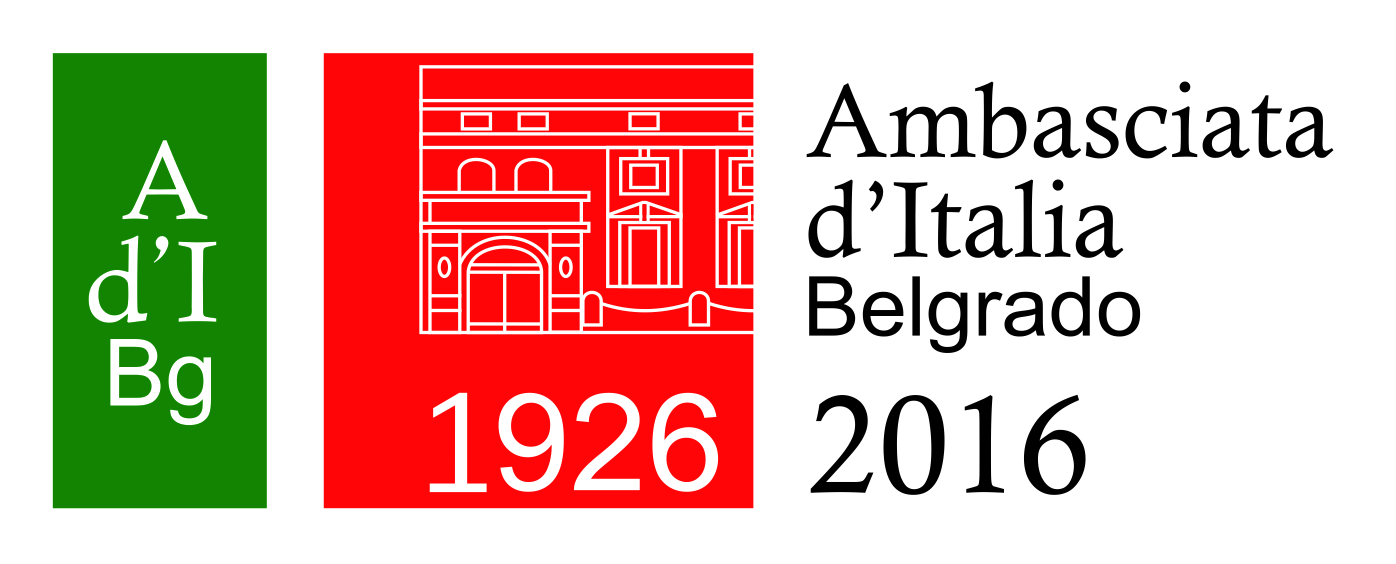 A
d’I
Bg
1926
Ambasciata
d’Italia
Belgrado
2016